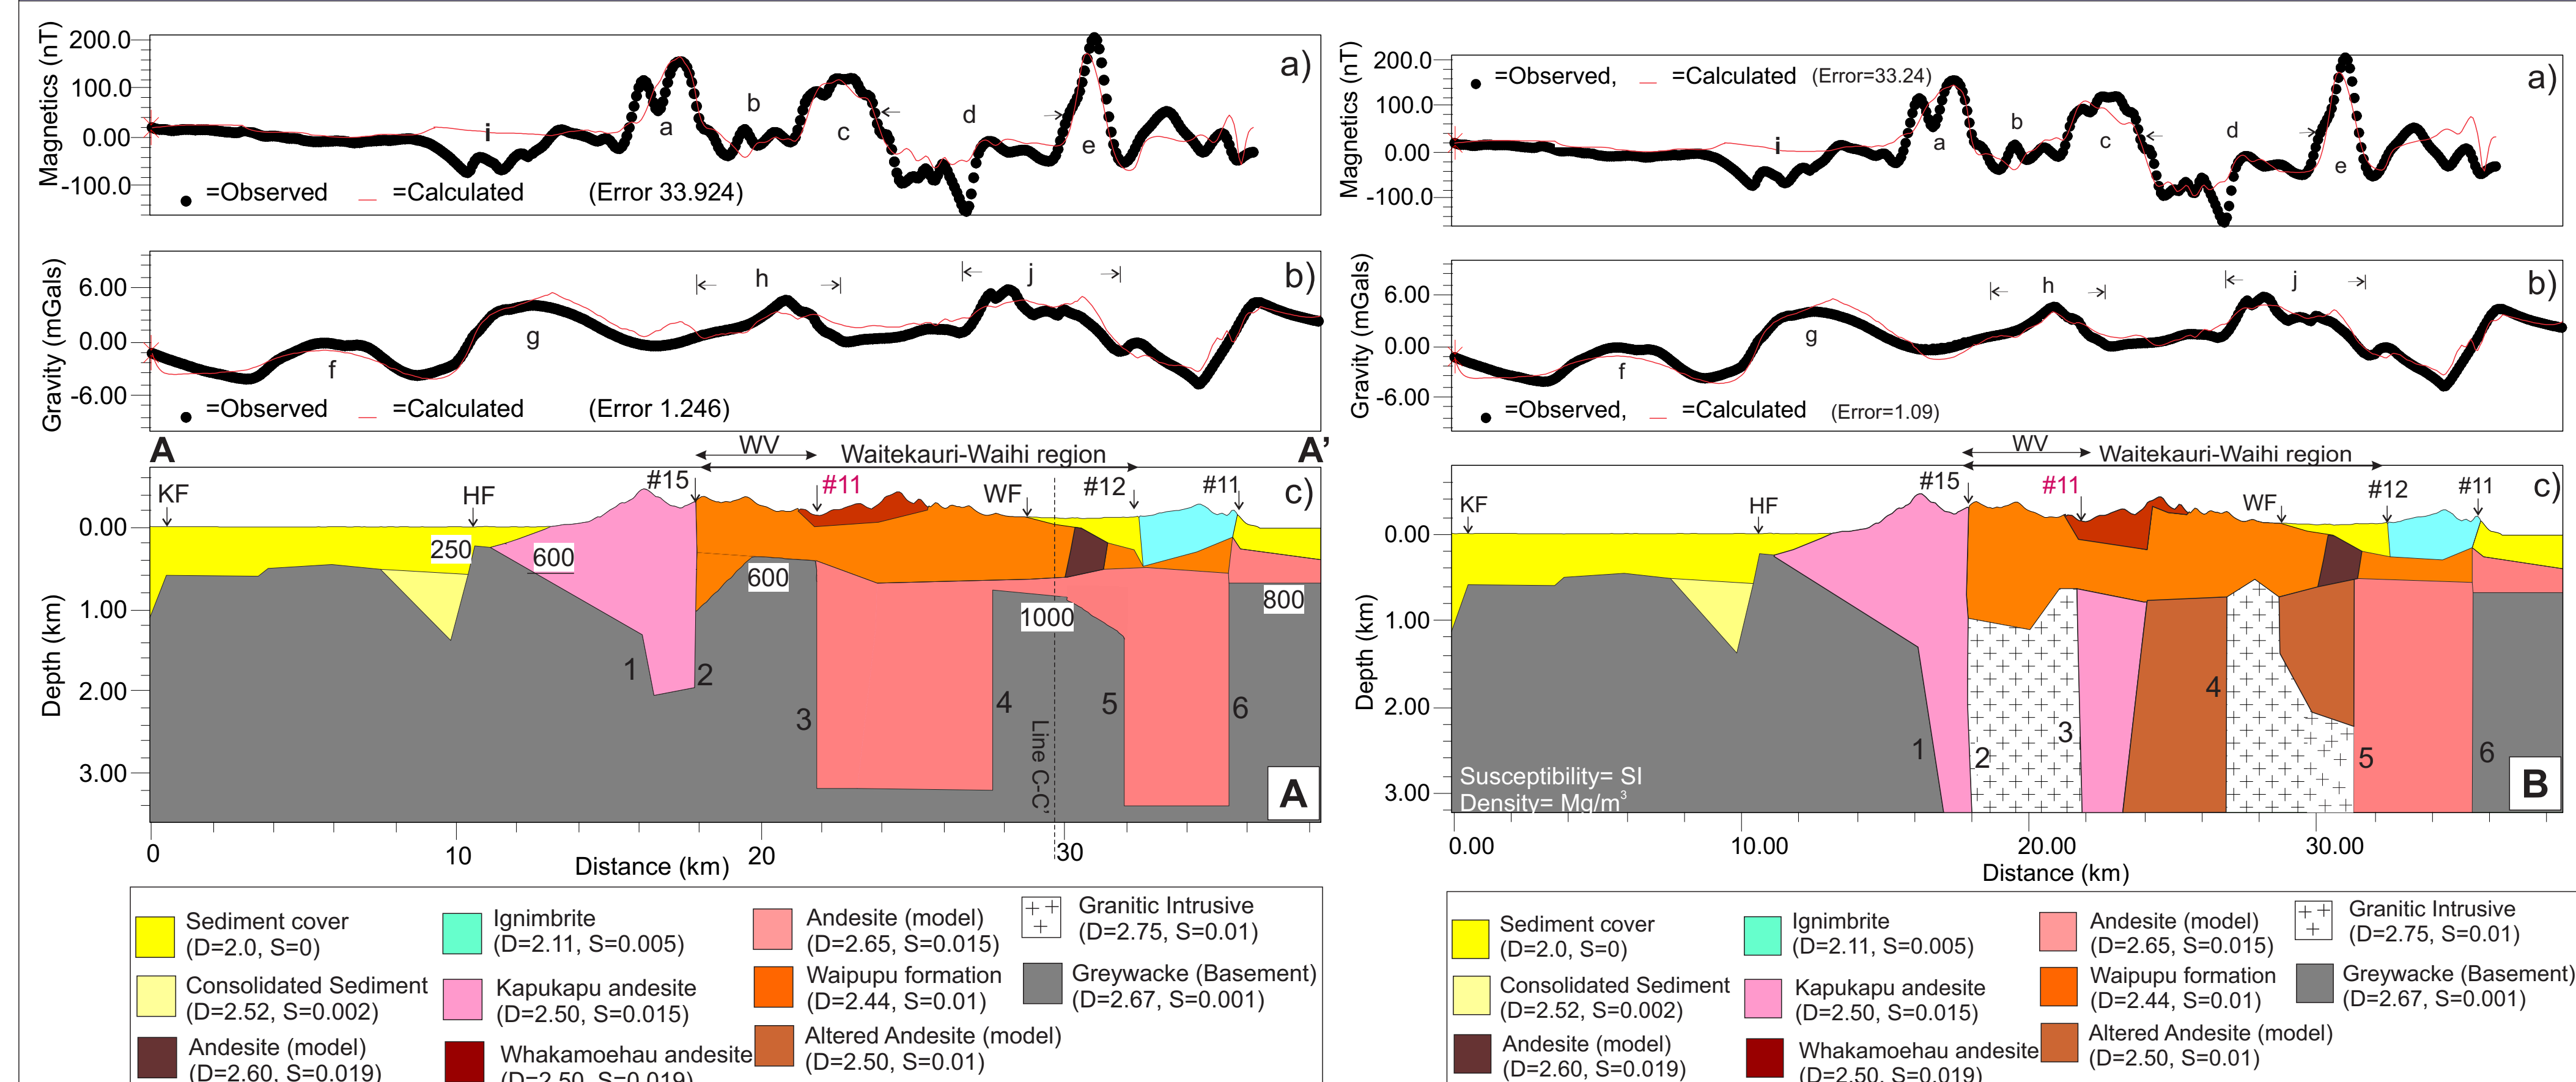 Magnetics (nT)
200.0
100.0
0.00
-100.0
a)
i
a
b
c
d
e
=Observed =Calculated (Error 33.924)
Gravity (mGals)
6.00
0.00
-6.00
b)
f
g
h
j
=Observed =Calculated (Error 1.246)
A
A'
WV
Waitekauri-Waihi region
KF
HF
#15
#11
WF
#12
#11
c)
Depth (km)
0.00
1.00
2.00
3.00
250
600
600
1000
800
1
2
3
4
5
6
Line C-C'
A
0
10
20
30
Distance (km)
Sediment cover
(D=2.0, S=0)
Consolidated Sediment
(D=2.52, S=0.002)
Andesite (model)
(D=2.60, S=0.019)
Ignimbrite
(D=2.11, S=0.005)
Kapukapu andesite
(D=2.50, S=0.015)
Whakamoehau andesite
(D=2.50, S=0.019)
Andesite (model)
(D=2.65, S=0.015)
Waipupu formation
(D=2.44, S=0.01)
Altered Andesite (model)
(D=2.50, S=0.01)
Granitic Intrusive
(D=2.75, S=0.01)
Greywacke (Basement)
(D=2.67, S=0.001)
Magnetics (nT)
200.0
100.0
0.00
-100.0
=Observed, =Calculated (Error=33.24)
a)
i
a
b
c
d
e
Gravity (mGals)
6.00
0.00
-6.00
b)
f
g
h
j
=Observed, =Calculated (Error=1.09)
WV
Waitekauri-Waihi region
KF
HF
#15
#11
WF
#12
#11
c)
Depth (km)
0.00
1.00
2.00
3.00
1
2
3
4
5
6
Susceptibility= SI
Density= Mg/m³
B
0.00
10.00
20.00
30.00
Distance (km)
Sediment cover
(D=2.0, S=0)
Consolidated Sediment
(D=2.52, S=0.002)
Andesite (model)
(D=2.60, S=0.019)
Ignimbrite
(D=2.11, S=0.005)
Kapukapu andesite
(D=2.50, S=0.015)
Whakamoehau andesite
(D=2.50, S=0.019)
Andesite (model)
(D=2.65, S=0.015)
Waipupu formation
(D=2.44, S=0.01)
Altered Andesite (model)
(D=2.50, S=0.01)
Granitic Intrusive
(D=2.75, S=0.01)
Greywacke (Basement)
(D=2.67, S=0.001)